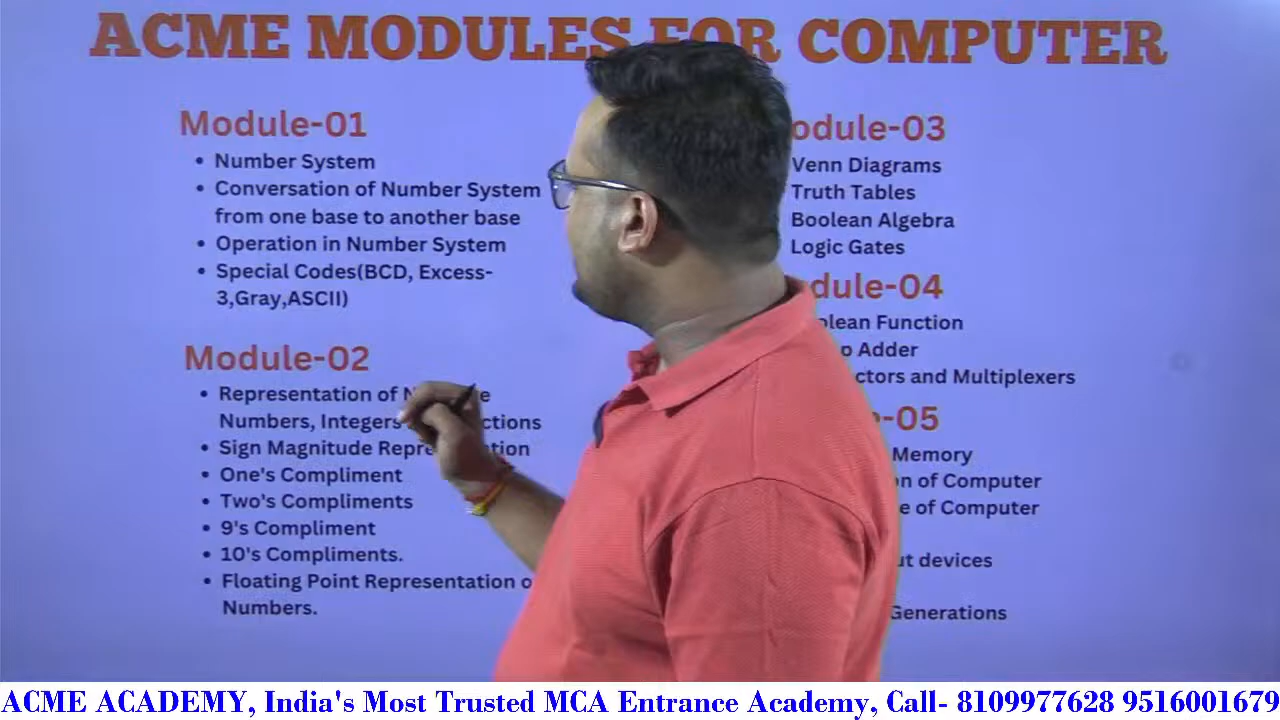 ACME MODULES FOR COMPUTER
Module-01
• Number System
• Conversation of Number System
from one base to another base
• Operation in Number System
• Special Codes(BCD, Excess-
3,Gray,ASCII)
Module-02
• Representation of
Numbers, Integers
• Sign Magnitude
• One's Compliment
• Two's Compliments
• 9's Compliment
• 10's Compliments.
• Floating Point Representation
Numbers.
odule-03
Venn Diagrams
Truth Tables
Boolean Algebra
Logic Gates
dule-04
olean Function
Adder
ctors and Multiplexers
-05
Memory
of Computer
of Computer
devices
Generations
ACME ACADEMY, India's Most Trusted MCA Entrance Academy, Call- 8109977628 9516001679